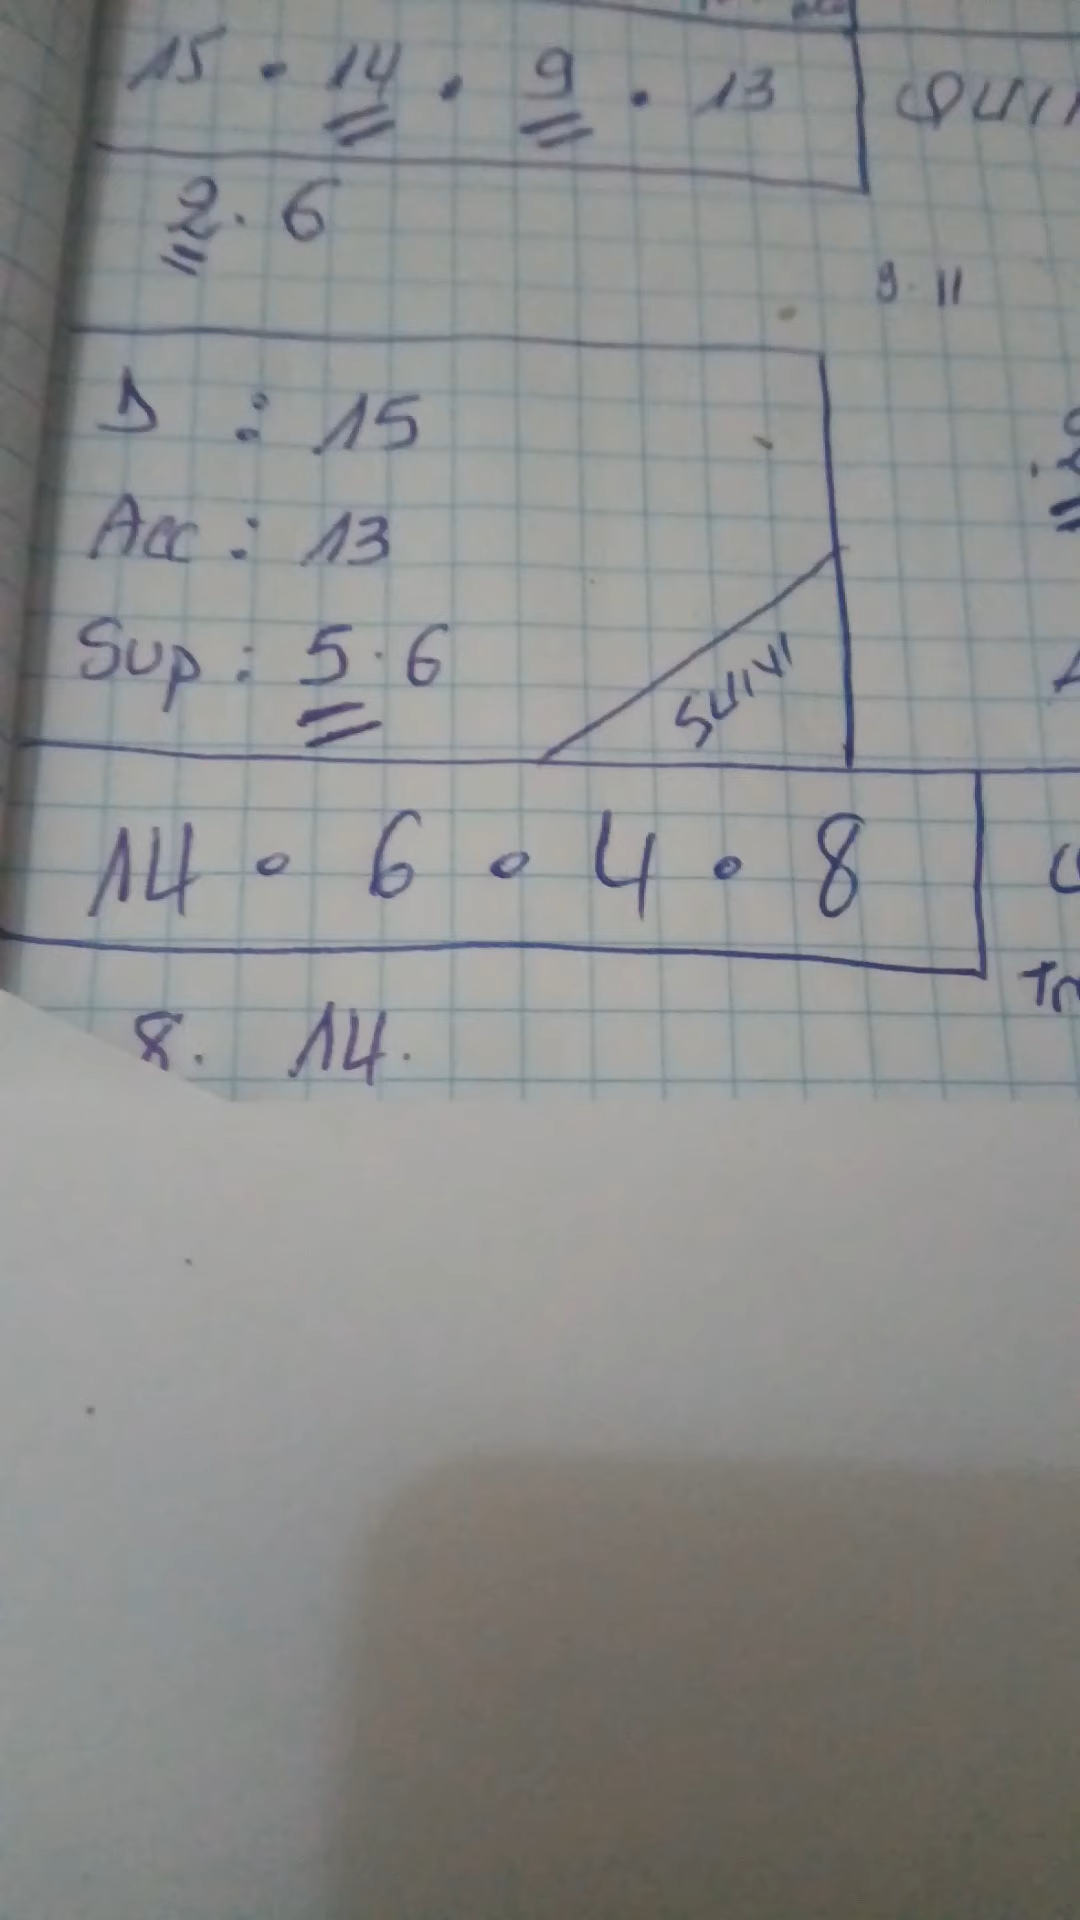 15 . 14 . 9 . 13
2 . 6
9 . 11
D : 15
Acc : 13
Sup : 5 . 6
SUIVI
14 . 6 . 4 . 8
8 . 14 .